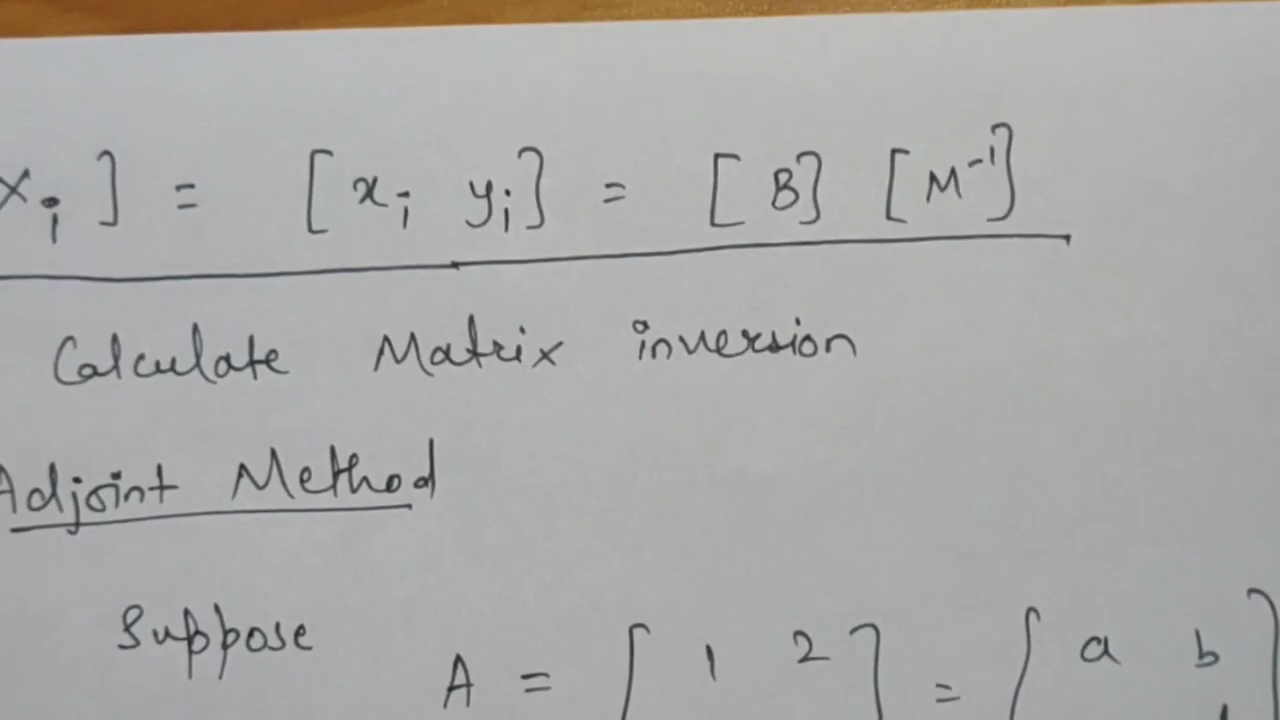 X_i ] = [ x_i y_i ] = [ B ] [ M^-1 ]
Calculate Matrix inversion
Adjoint Method
Suppose
A = [ 1 2 ] = [ a b ]